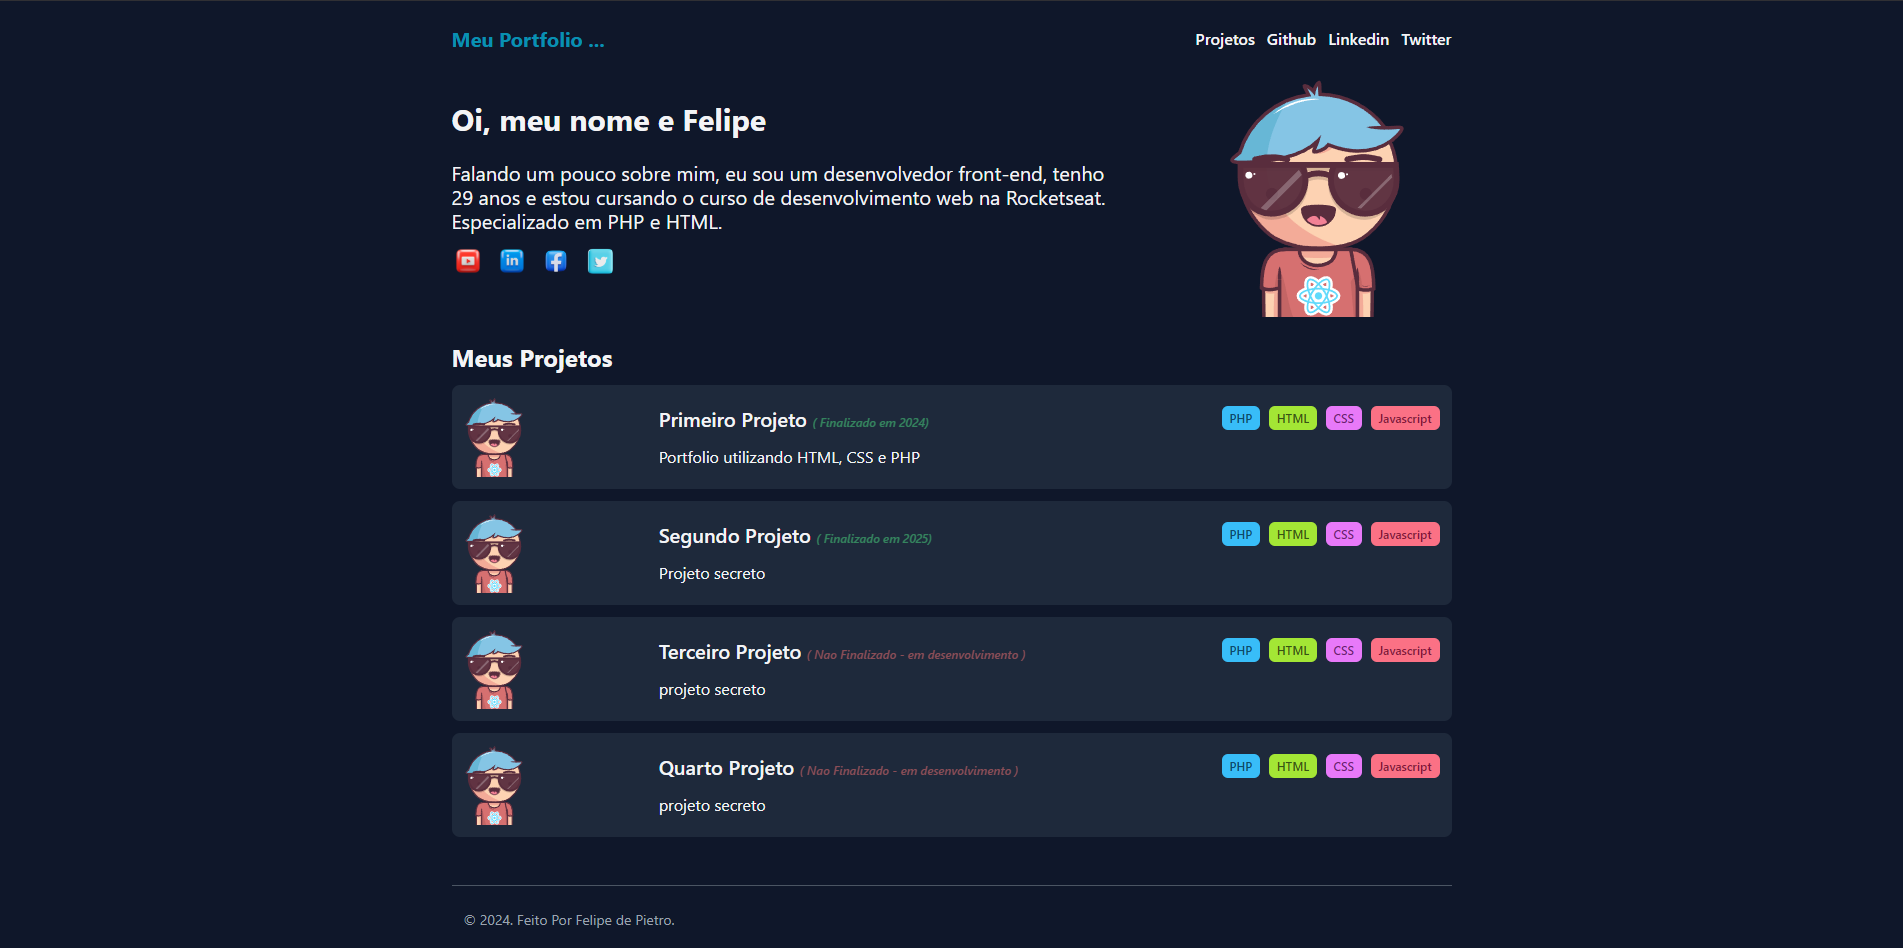 Meu Portfolio ...
Projetos Github Linkedin Twitter
Oi, meu nome e Felipe
Falando um pouco sobre mim, eu sou um desenvolvedor front-end, tenho
29 anos e estou cursando o curso de desenvolvimento web na Rocketseat.
Especializado em PHP e HTML.
Meus Projetos
Primeiro Projeto ( Finalizado em 2024)
PHP HTML CSS Javascript
Portfolio utilizando HTML, CSS e PHP
Segundo Projeto ( Finalizado em 2025)
PHP HTML CSS Javascript
Projeto secreto
Terceiro Projeto ( Nao Finalizado - em desenvolvimento )
PHP HTML CSS Javascript
projeto secreto
Quarto Projeto ( Nao Finalizado - em desenvolvimento )
PHP HTML CSS Javascript
projeto secreto
© 2024. Feito Por Felipe de Pietro.